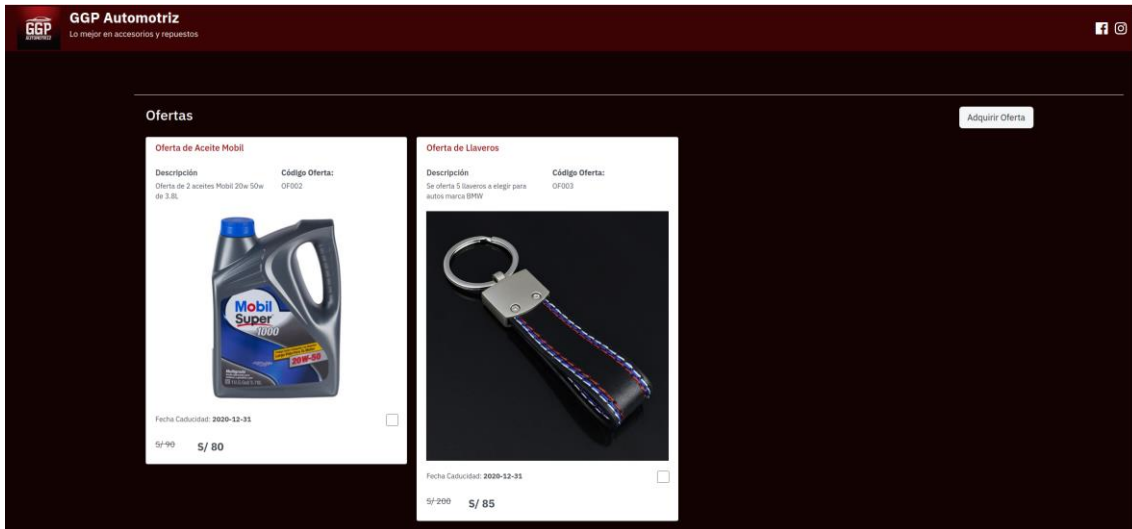 GGP
AUTOMOTRIZ
GGP Automotriz
Lo mejor en accesorios y repuestos
Ofertas
Adquirir Oferta
Oferta de Aceite Mobil
Descripción
Código Oferta:
Oferta de 2 aceites Mobil 20w 50w
OF002
de 3.8L
Mobil
Super
1000
20W-50
Fecha Caducidad: 2020-12-31
S/ 90
S/ 80
Oferta de Llaveros
Descripción
Código Oferta:
Se oferta 5 llaveros a elegir para
OF003
autos marca BMW
Fecha Caducidad: 2020-12-31
S/ 200
S/ 85